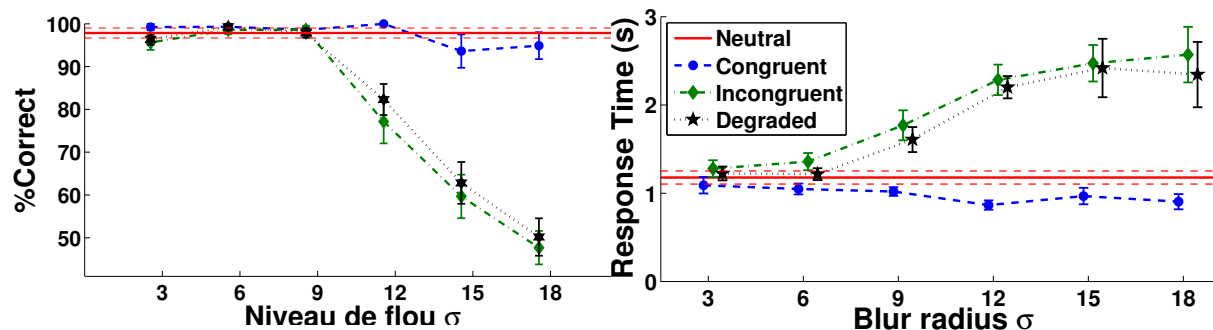 %Correct
100
90
80
70
60
50
3 6 9 12 15 18
Niveau de flou σ
Response Time (s)
3
2
1
0
Neutral
Congruent
Incongruent
Degraded
3 6 9 12 15 18
Blur radius σ